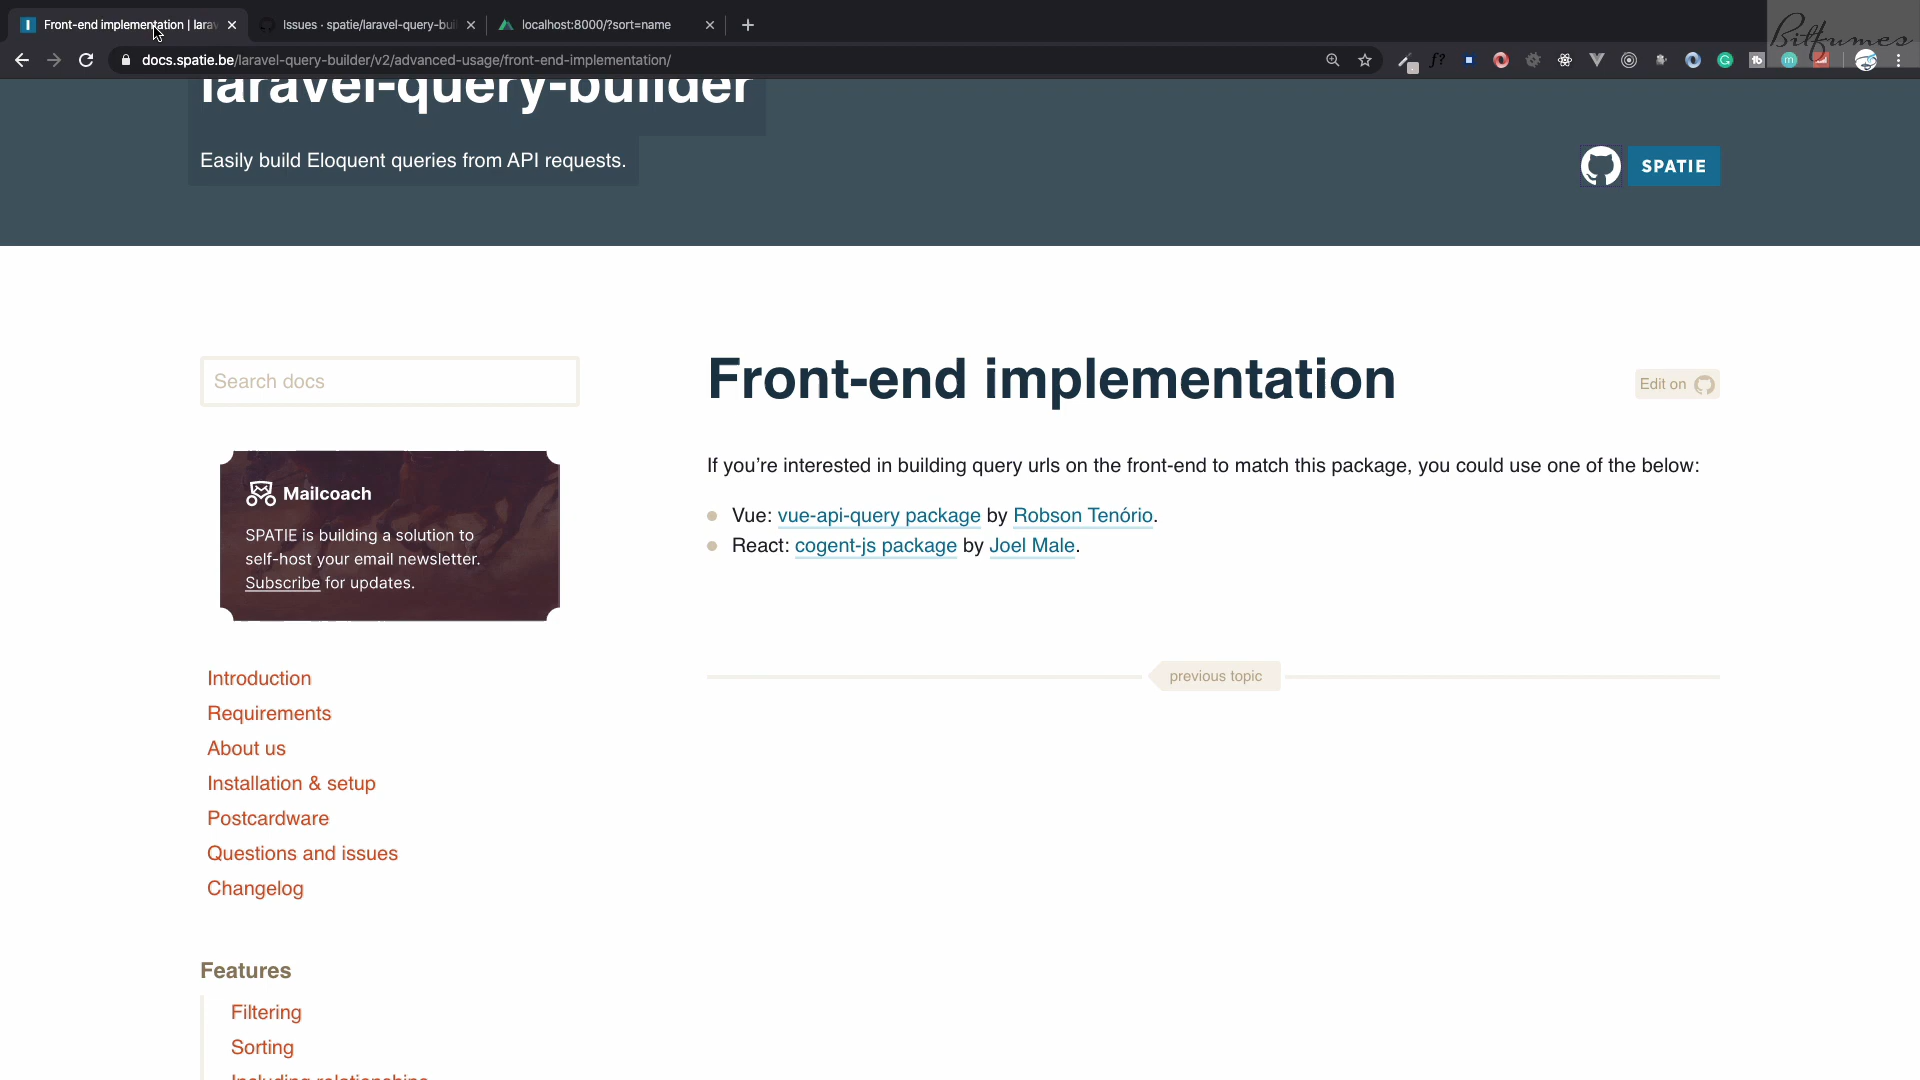 Front-end implementation | lara
Issues · spatie/laravel-query-bui
localhost:8000/?sort=name
docs.spatie.be/laravel-query-builder/v2/advanced-usage/front-end-implementation/
Bitfumes
laravel-query-builder
Easily build Eloquent queries from API requests.
SPATIE
Search docs
Front-end implementation
Edit on
If you’re interested in building query urls on the front-end to match this package, you could use one of the below:
Vue: vue-api-query package by Robson Tenório.
React: cogent-js package by Joel Male.
Mailcoach
SPATIE is building a solution to
self-host your email newsletter.
Subscribe for updates.
previous topic
Introduction
Requirements
About us
Installation & setup
Postcardware
Questions and issues
Changelog
Features
Filtering
Sorting
Including relationships